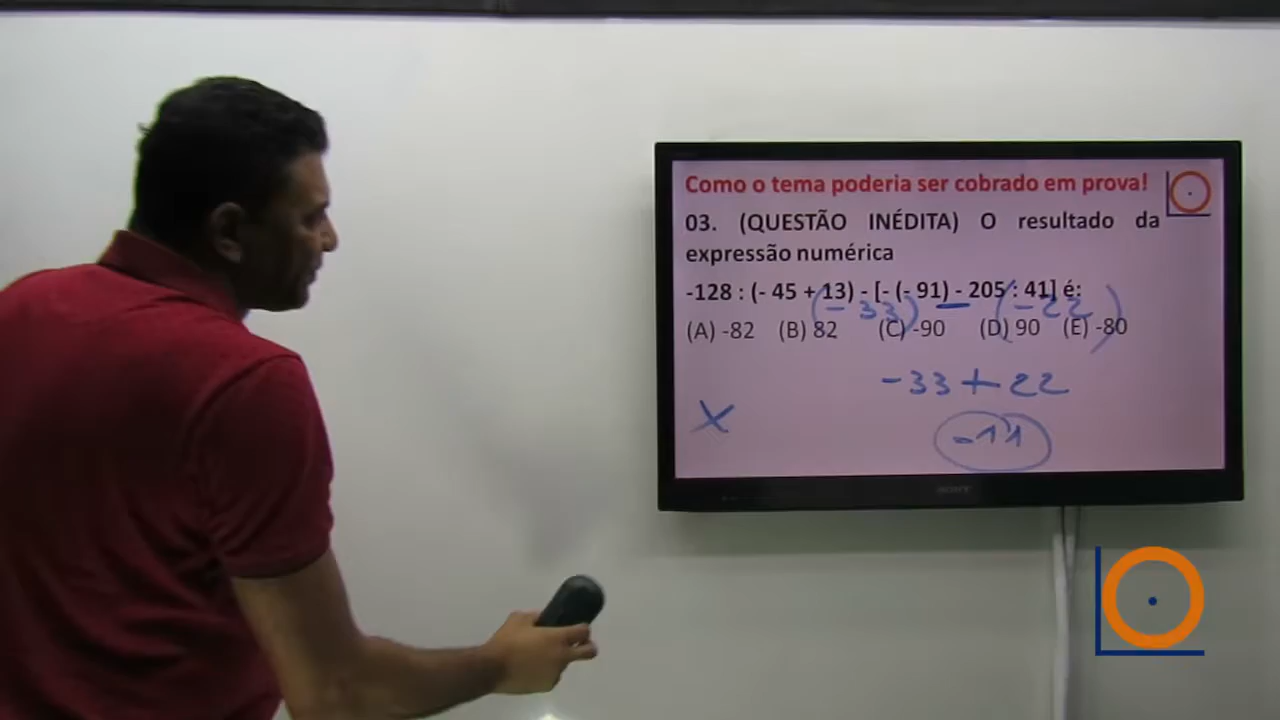 Como o tema poderia ser cobrado em prova!
03. (QUESTÃO INÉDITA) O resultado da
expressão numérica
-128 : (- 45 + 13) - [- (- 91) - 205 : 41] é:
(- 33) (- 22)
(A) -82 (B) 82 (C) -90 (D) 90 (E) -80
-33 + 22
X
-11
SONY